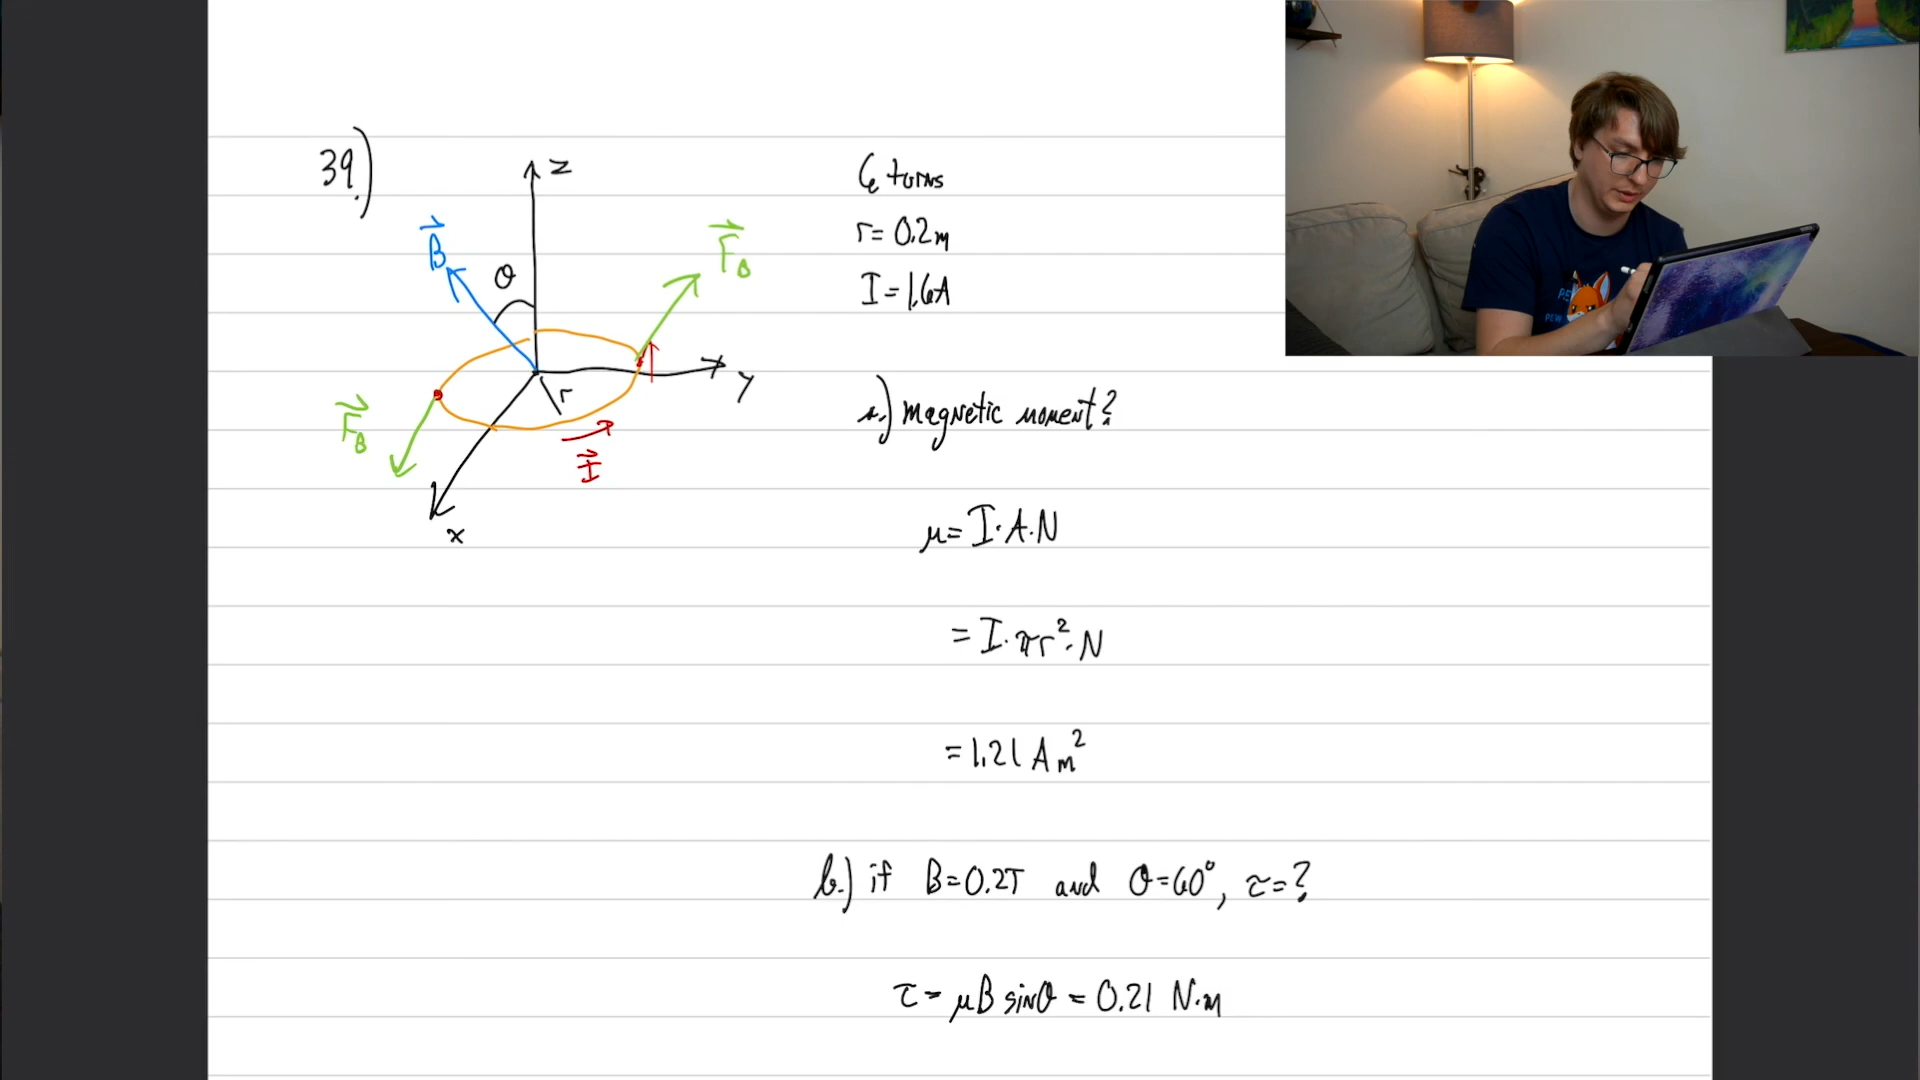 39.)
z
B
θ
F_B
r
y
F_B
I
x
6 turns
r = 0.2m
I = 1.6A
a.) magnetic moment?
μ = I·A·N
= I·πr²·N
= 1.21 Am²
b.) if B=0.2T and θ=60°, τ=?
τ = μB sinθ = 0.21 N·m